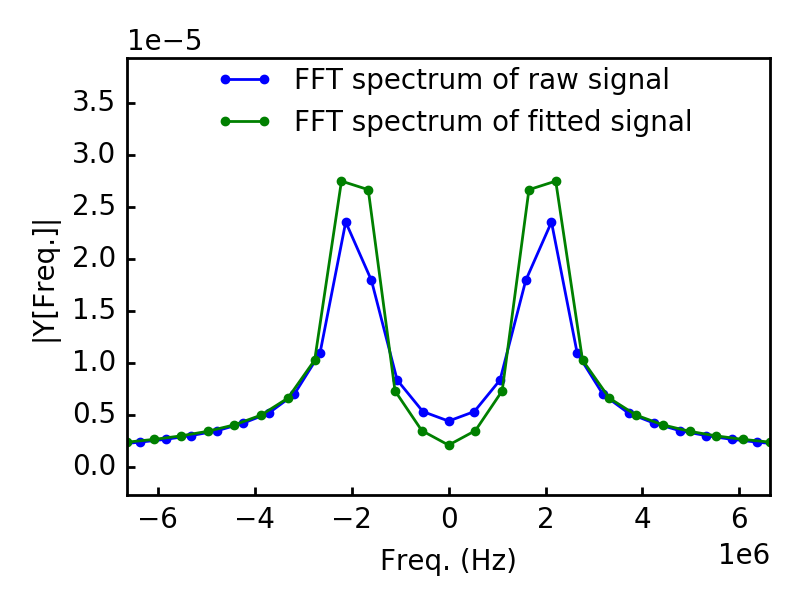 1e−5
FFT spectrum of raw signal
FFT spectrum of fitted signal
3.5
3.0
2.5
2.0
1.5
1.0
0.5
0.0
|Y[Freq.]|
−6 −4 −2 0 2 4 6
1e6
Freq. (Hz)